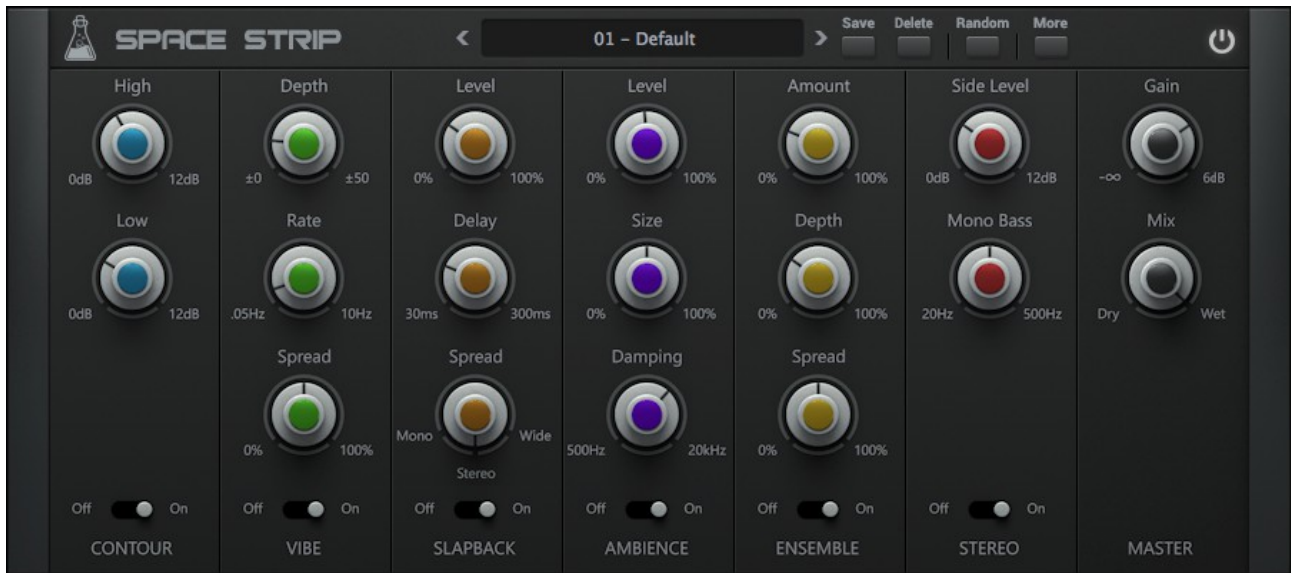 SPACE STRIP
01 – Default
Save Delete Random More
High Depth Level Level Amount Side Level Gain
0dB 12dB ±0 ±50 0% 100% 0% 100% 0% 100% 0dB 12dB -∞ 6dB
Low Rate Delay Size Depth Mono Bass Mix
0dB 12dB .05Hz 10Hz 30ms 300ms 0% 100% 0% 100% 20Hz 500Hz Dry Wet
Spread Spread Damping Spread
0% 100% Mono Wide 500Hz 20kHz 0% 100%
Stereo
Off On Off On Off On Off On Off On Off On
CONTOUR VIBE SLAPBACK AMBIENCE ENSEMBLE STEREO MASTER